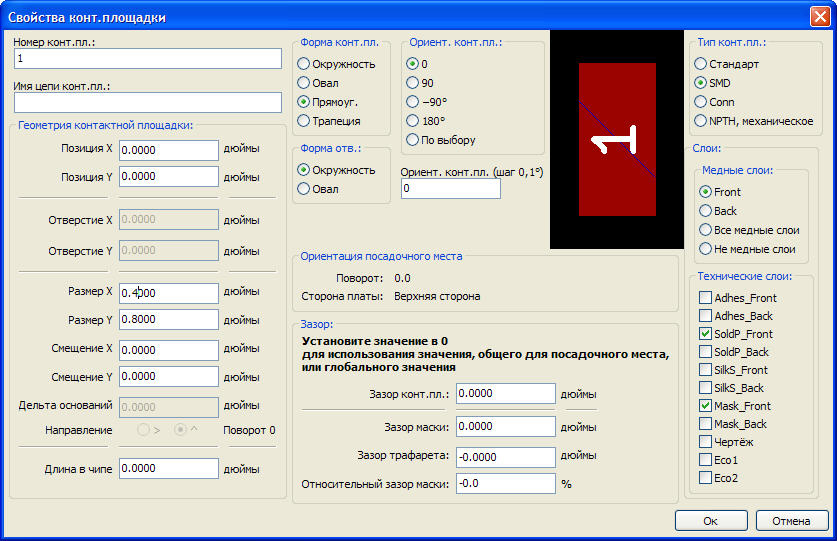 Свойства конт.площадки
Номер конт.пл.:
1
Имя цепи конт.пл.:
Геометрия контактной площадки:
Позиция X 0.0000 дюймы
Позиция Y 0.0000 дюймы
Отверстие X 0.0000 дюймы
Отверстие Y 0.0000 дюймы
Размер X 0.4000 дюймы
Размер Y 0.8000 дюймы
Смещение X 0.0000 дюймы
Смещение Y 0.0000 дюймы
Дельта оснований 0.0000 дюймы
Направление > ^ Поворот 0
Длина в чипе 0.0000 дюймы
Форма конт.пл.
Окружность
Овал
Прямоуг.
Трапеция
Форма отв.:
Окружность
Овал
Ориент. конт.пл.:
0
90
−90°
180°
По выбору
Ориент. конт.пл. (шаг 0,1°)
0
1
Ориентация посадочного места
Поворот: 0.0
Сторона платы: Верхняя сторона
Зазор:
Установите значение в 0
для использования значения, общего для посадочного места,
или глобального значения
Зазор конт.пл.: 0.0000 дюймы
Зазор маски: 0.0000 дюймы
Зазор трафарета: -0.0000 дюймы
Относительный зазор маски: -0.0 %
Тип конт.пл.:
Стандарт
SMD
Conn
NPTH, механическое
Слои:
Медные слои:
Front
Back
Все медные слои
Не медные слои
Технические слои:
Adhes_Front
Adhes_Back
SoldP_Front
SoldP_Back
SilkS_Front
SilkS_Back
Mask_Front
Mask_Back
Чертёж
Eco1
Eco2
Ок
Отмена